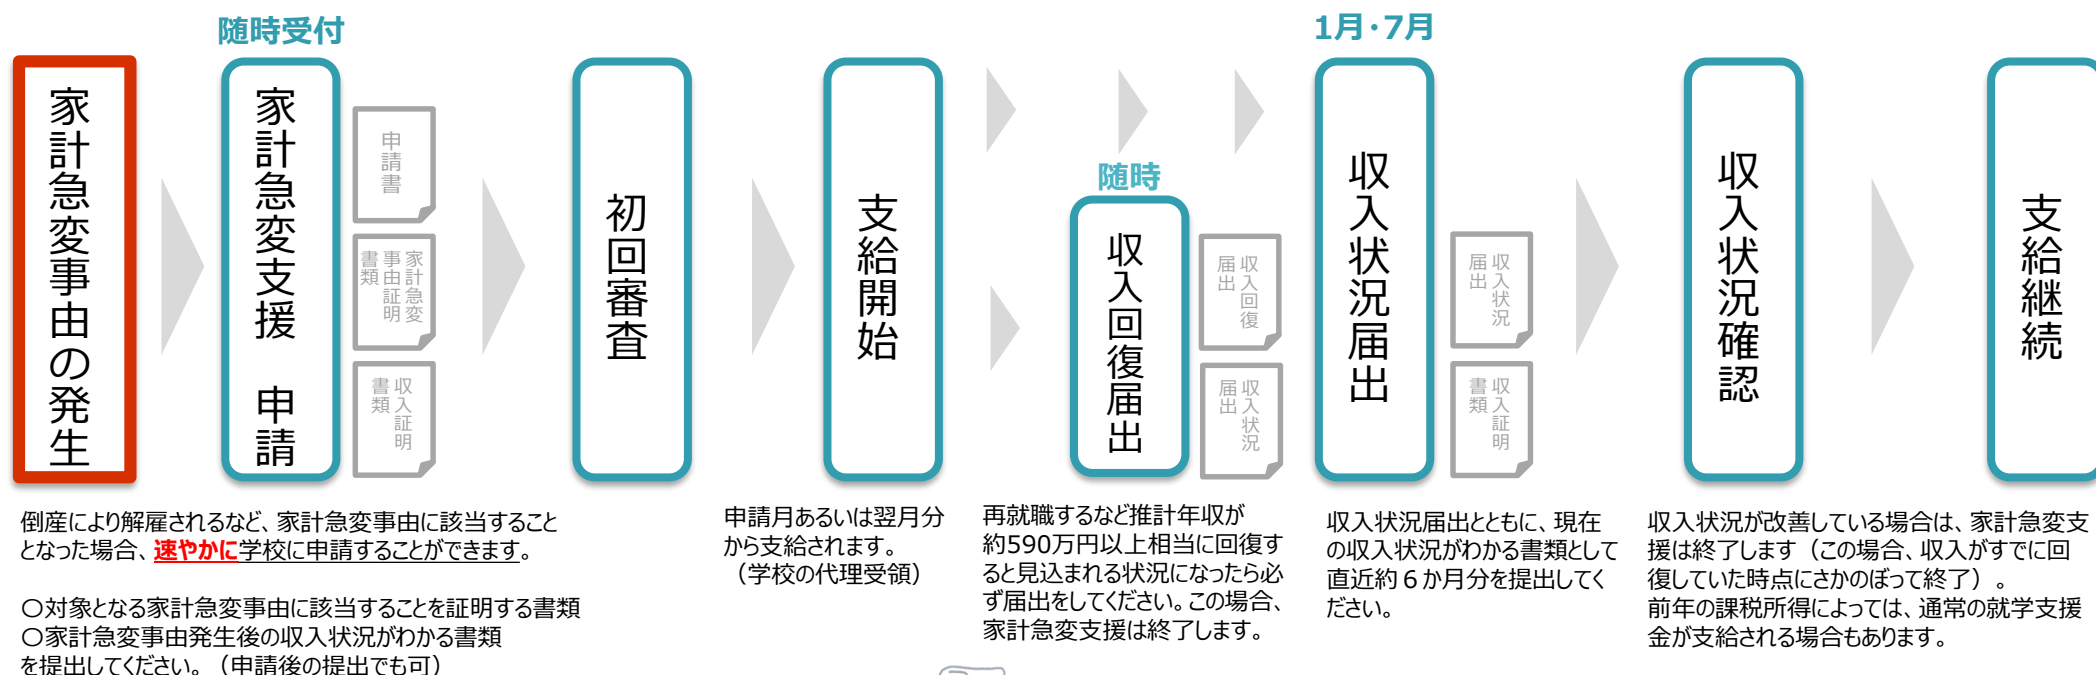 家計急変事由の発生
随時受付
家計急変支援　申請
申請書
家計急変
事由証明
書類
収入証明
書類
初回審査
支給開始
随時
収入回復届出
収入回復
届出
収入状況
届出
1月・7月
収入状況届出
収入状況
届出
収入証明
書類
収入状況確認
支給継続
倒産により解雇されるなど、家計急変事由に該当すること
となった場合、速やかに学校に申請することができます。
〇対象となる家計急変事由に該当することを証明する書類
〇家計急変事由発生後の収入状況がわかる書類
を提出してください。（申請後の提出でも可）
申請月あるいは翌月分
から支給されます。
（学校の代理受領）
再就職するなど推計年収が
約590万円以上相当に回復す
ると見込まれる状況になったら必
ず届出をしてください。この場合、
家計急変支援は終了します。
収入状況届出とともに、現在
の収入状況がわかる書類として
直近約６か月分を提出してく
ださい。
収入状況が改善している場合は、家計急変支
援は終了します（この場合、収入がすでに回
復していた時点にさかのぼって終了）。
前年の課税所得によっては、通常の就学支援
金が支給される場合もあります。